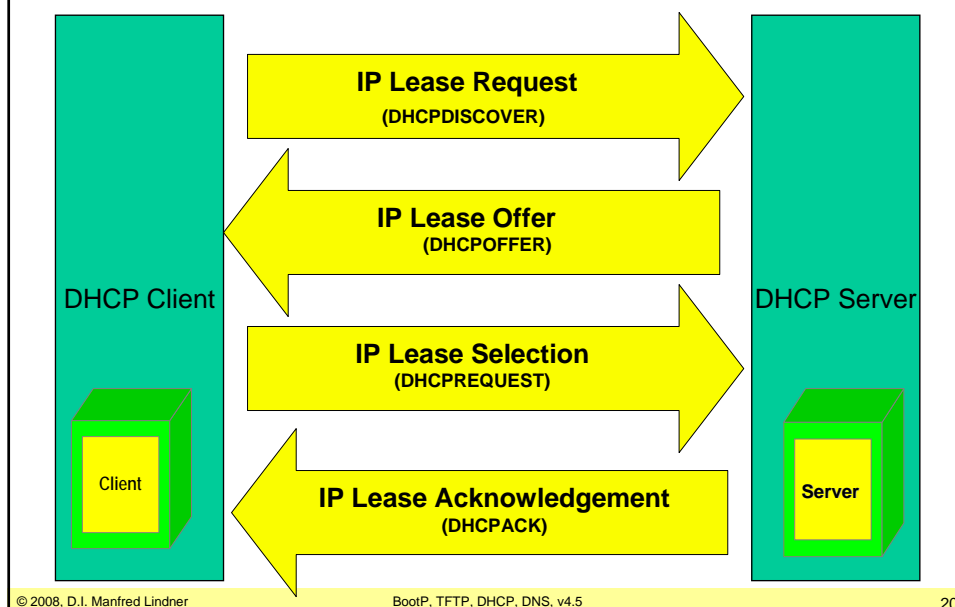 IP Lease Request
(DHCPDISCOVER)
IP Lease Offer
(DHCPOFFER)
DHCP Client
DHCP Server
IP Lease Selection
(DHCPREQUEST)
Client
Server
IP Lease Acknowledgement
(DHCPACK)
© 2008, D.I. Manfred Lindner
BootP, TFTP, DHCP, DNS, v4.5
20